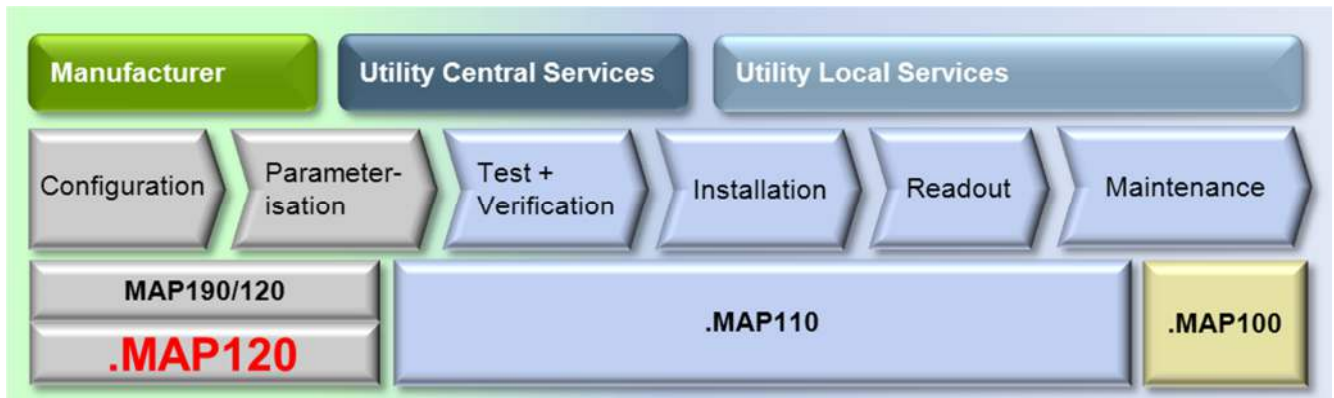 Manufacturer
Utility Central Services
Utility Local Services
Configuration
Parameter-
isation
Test +
Verification
Installation
Readout
Maintenance
MAP190/120
.MAP120
.MAP110
.MAP100